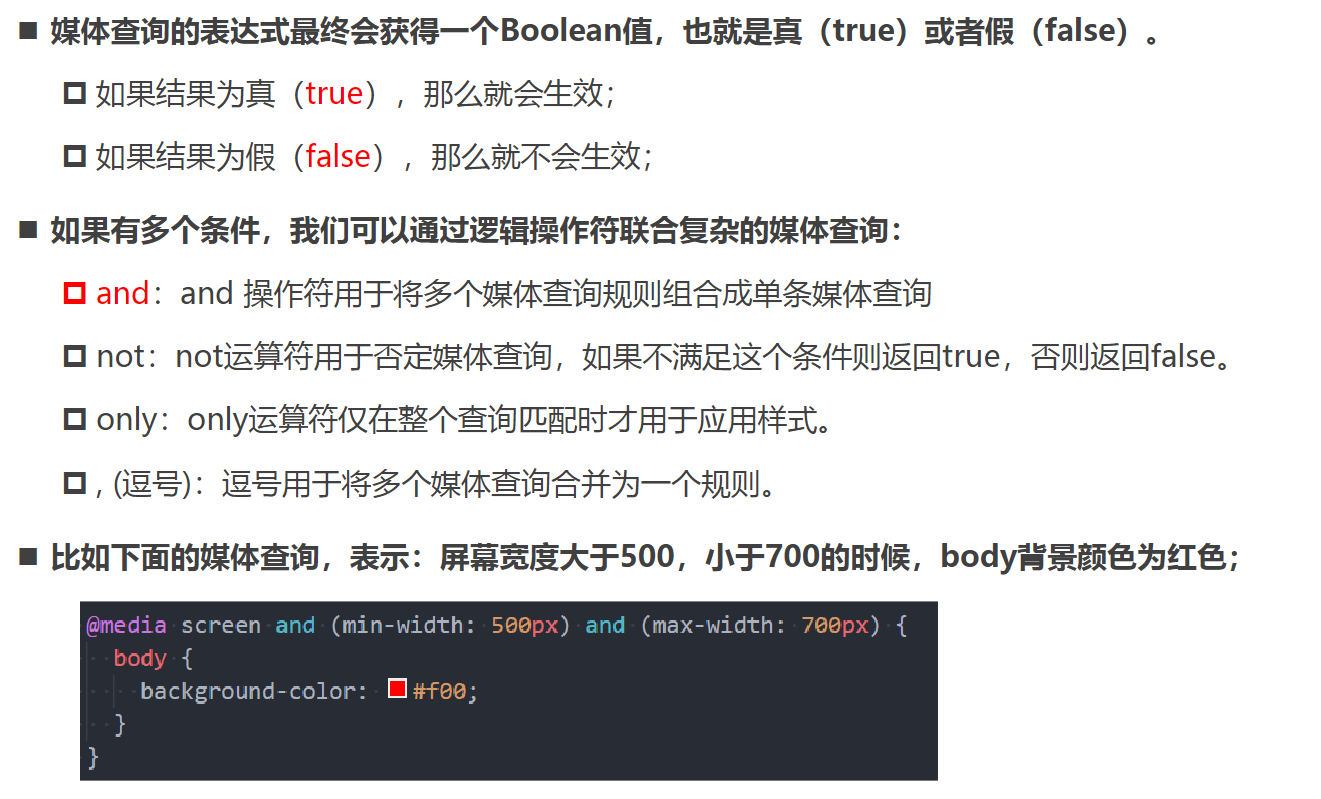 媒体查询的表达式最终会获得一个Boolean值，也就是真（true）或者假（false）。
如果结果为真（true），那么就会生效；
如果结果为假（false），那么就不会生效；
如果有多个条件，我们可以通过逻辑操作符联合复杂的媒体查询：
and：and 操作符用于将多个媒体查询规则组合成单条媒体查询
not：not运算符用于否定媒体查询，如果不满足这个条件则返回true，否则返回false。
only：only运算符仅在整个查询匹配时才用于应用样式。
, (逗号)：逗号用于将多个媒体查询合并为一个规则。
比如下面的媒体查询，表示：屏幕宽度大于500，小于700的时候，body背景颜色为红色；
@media screen and (min-width: 500px) and (max-width: 700px) {
body {
background-color: #f00;
}
}